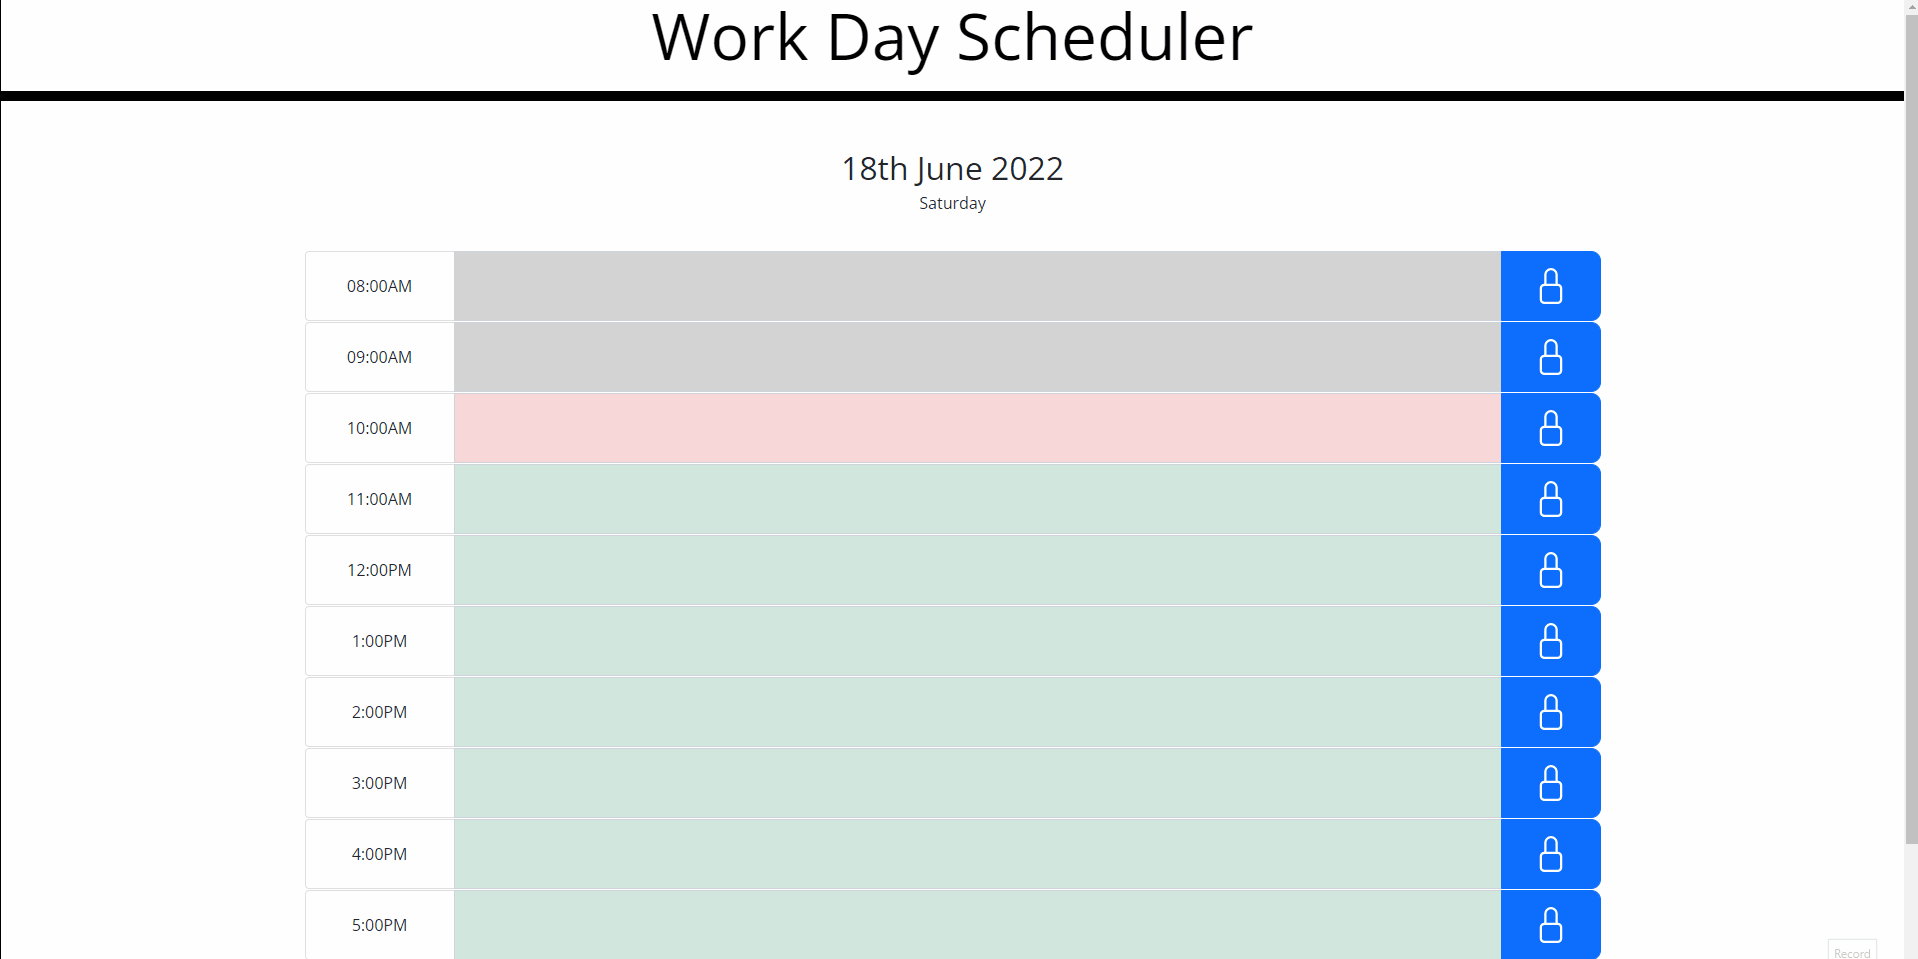 Work Day Scheduler
18th June 2022
Saturday
08:00AM
09:00AM
10:00AM
11:00AM
12:00PM
1:00PM
2:00PM
3:00PM
4:00PM
5:00PM
Record